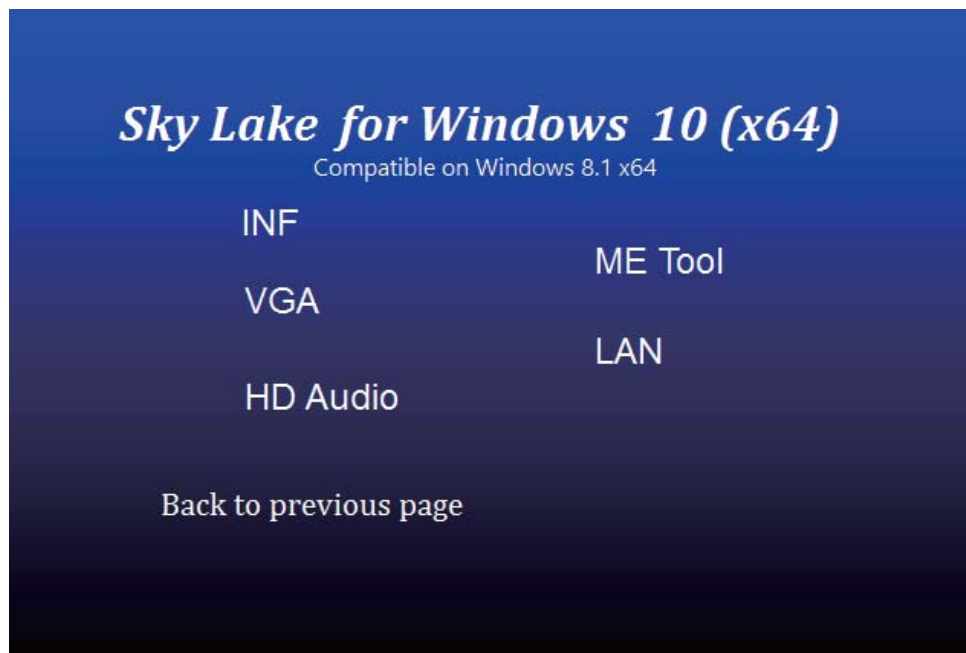 Sky Lake for Windows 10 (x64)
Compatible on Windows 8.1 x64
INF
ME Tool
VGA
LAN
HD Audio
Back to previous page